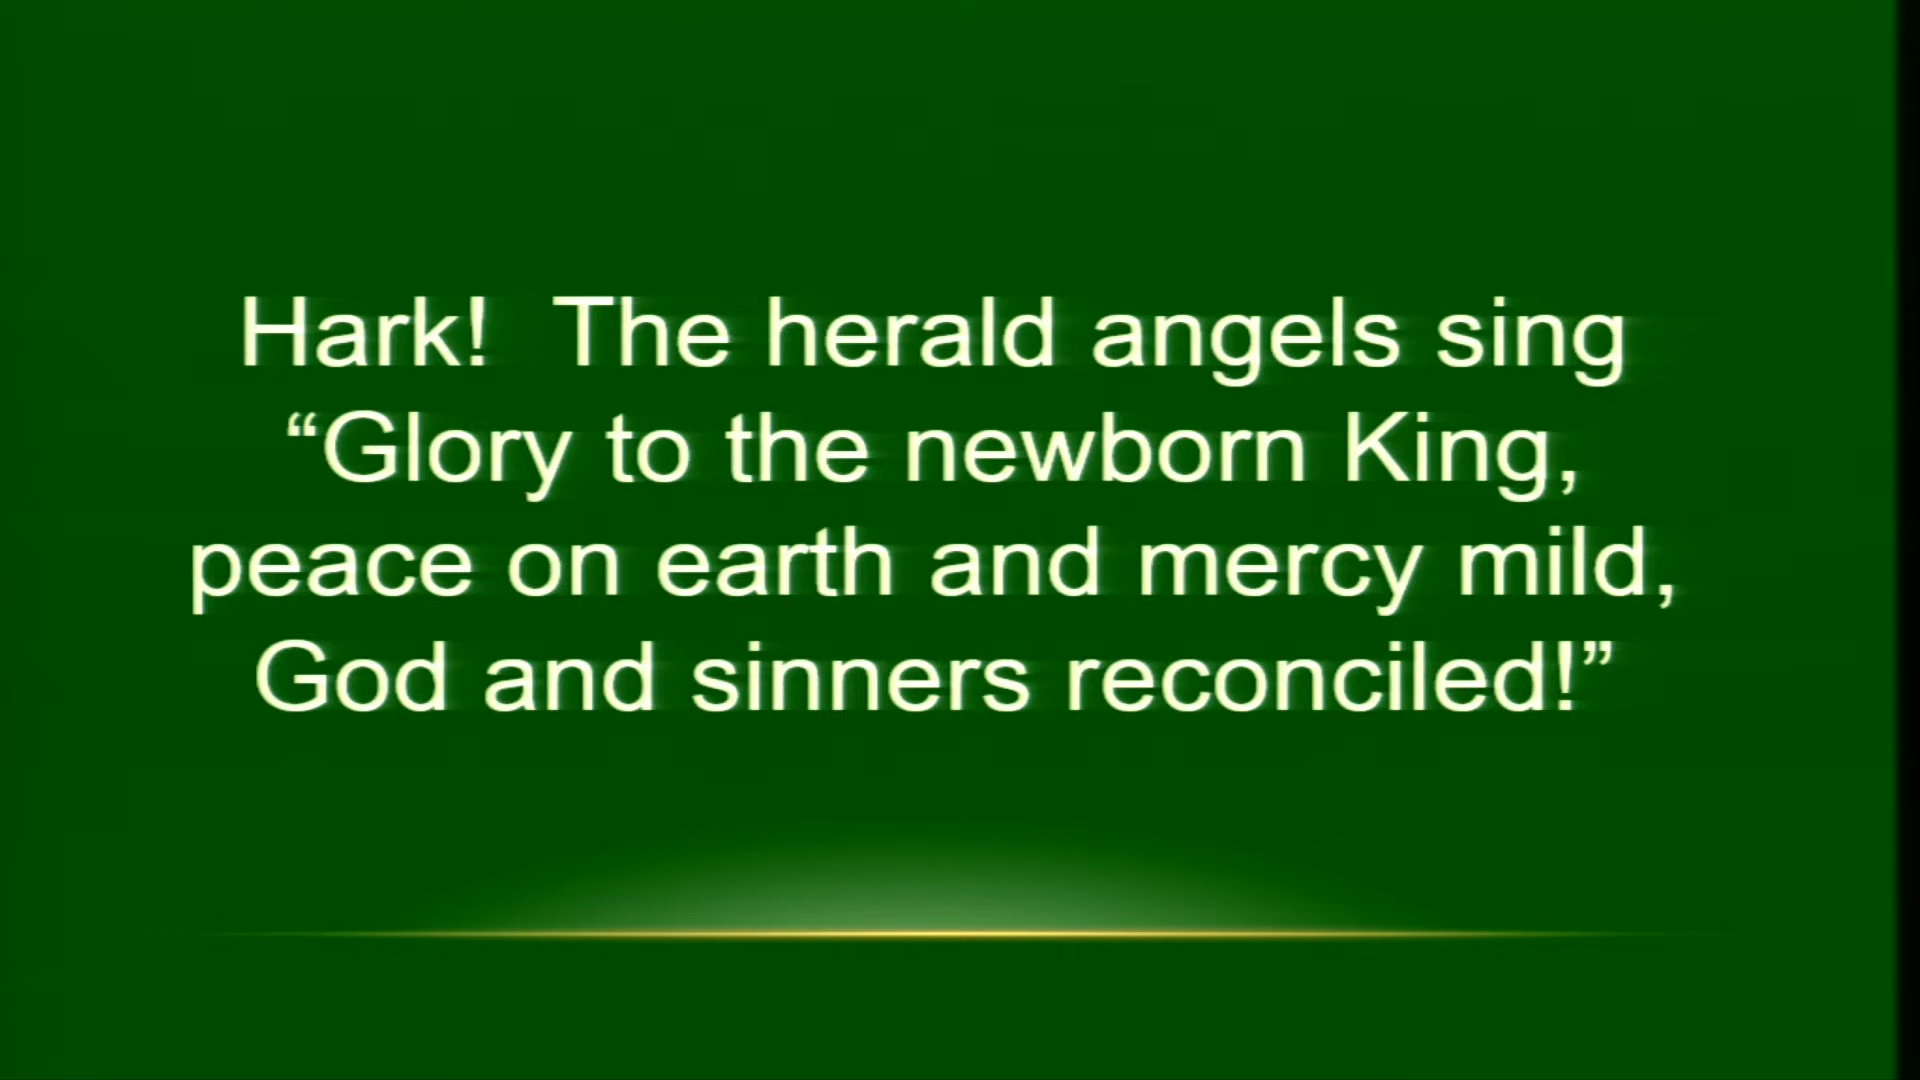 Hark!  The herald angels sing
“Glory to the newborn King,
peace on earth and mercy mild,
God and sinners reconciled!”